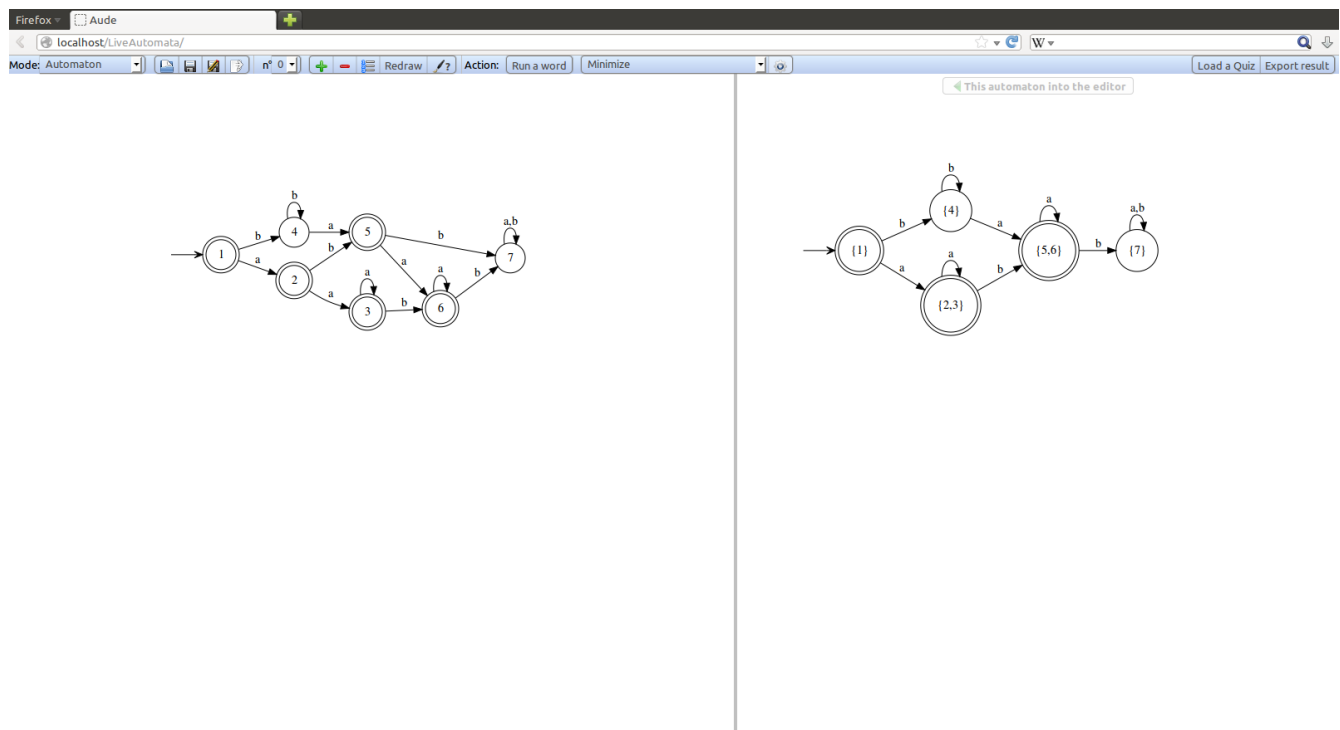 Firefox Aude
localhost/LiveAutomata/ W
Mode: Automaton n° 0 Redraw ? Action: Run a word Minimize Load a Quiz Export result
This automaton into the editor
b
b
4 a 5
b b b a,b
1 7
a a
2 a a b
a 3 b 6
b
{4} a a,b
b a
{1} {5,6} b {7}
a a b
{2,3}